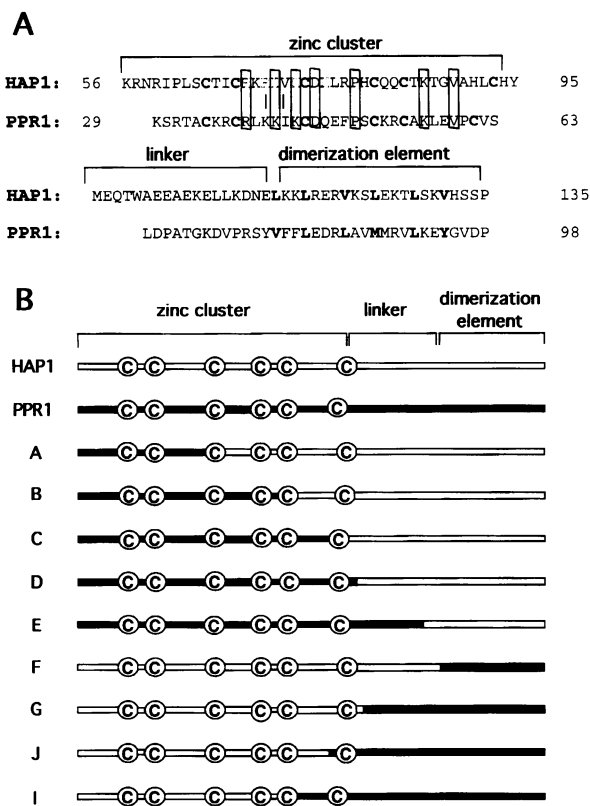 A
zinc cluster
HAP1: 56 KRNRIPLSCTICRKRKVKCDKLRPHCQQCTKTGVAHLCHY 95
PPR1: 29 KSRTACKRCRLKKIKCDQEFPSCKRCAKLEVPCVS 63
linker dimerization element
HAP1: MEQTWAEEAEKELLKDNELKKLRERVKSLEKTLSKVHSSP 135
PPR1: LDPATGKDVPRSYVFFLEDRLAVMMRVLKEYGVDP 98
B
zinc cluster linker dimerization element
HAP1 C C C C C C
PPR1 C C C C C C
A C C C C C C
B C C C C C C
C C C C C C C
D C C C C C C
E C C C C C C
F C C C C C C
G C C C C C C
J C C C C C C
I C C C C C C